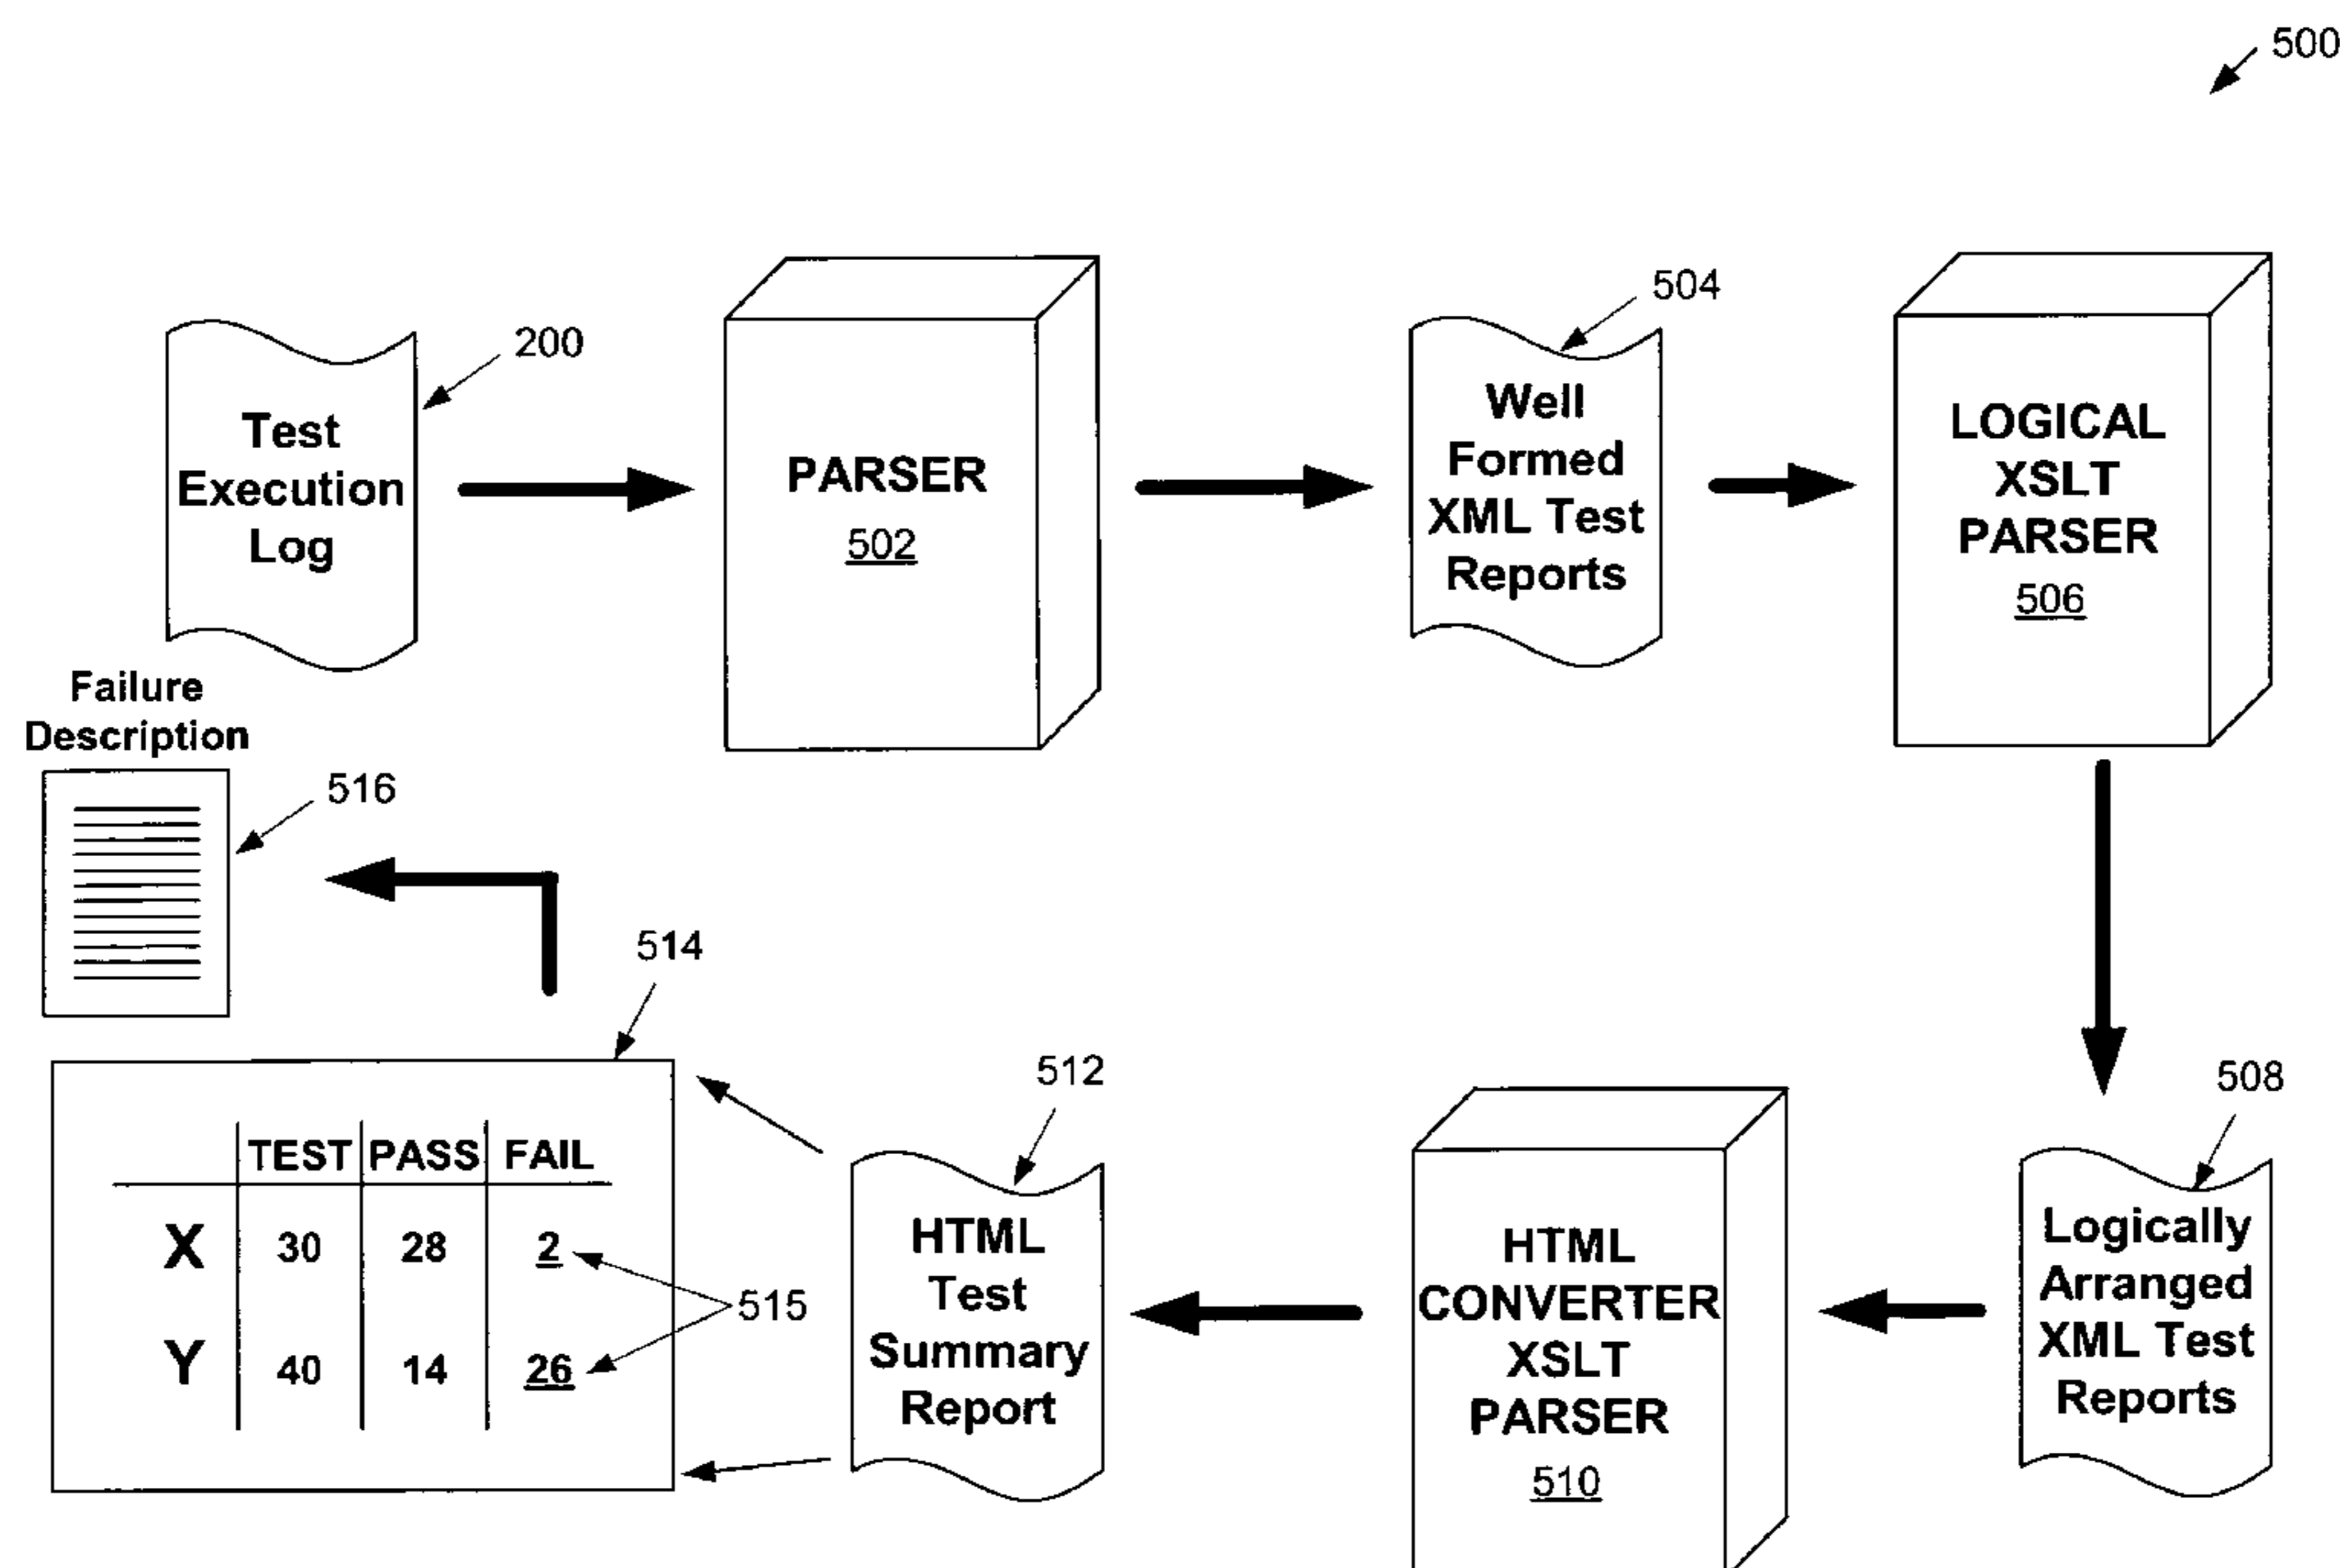 500
200
Test
Execution
Log
PARSER
502
504
Well
Formed
XML Test
Reports
LOGICAL
XSLT
PARSER
506
Failure
Description
516
514
TEST PASS FAIL
X 30 28 2
Y 40 14 26
515
512
HTML
Test
Summary
Report
HTML
CONVERTER
XSLT
PARSER
510
508
Logically
Arranged
XML Test
Reports